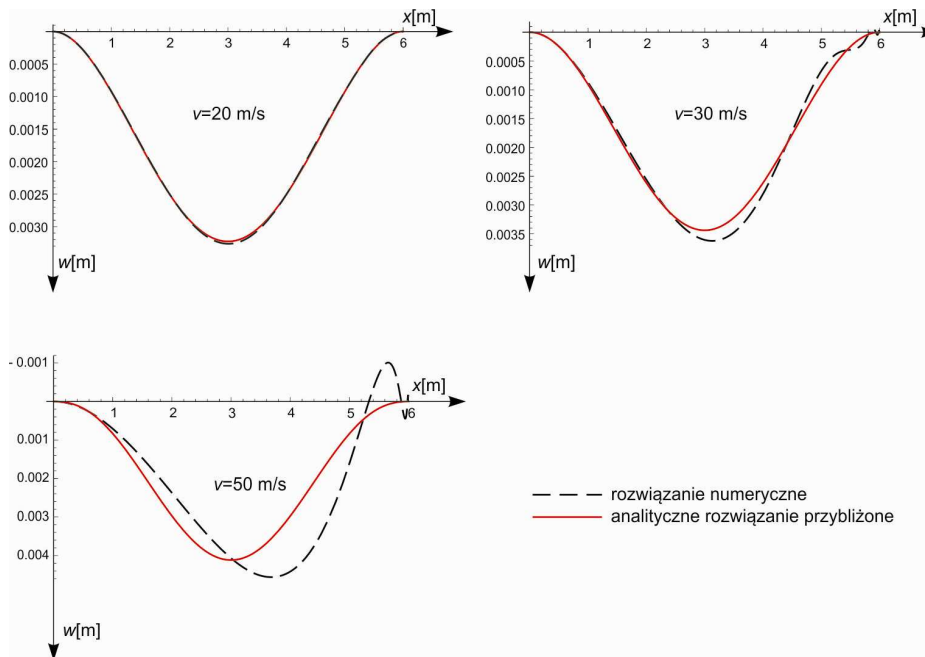 x[m]
1 2 3 4 5 6
0.0005
0.0010
0.0015
0.0020
0.0025
0.0030
v=20 m/s
w[m]
x[m]
1 2 3 4 5 6
0.0005
0.0010
0.0015
0.0020
0.0025
0.0030
0.0035
v=30 m/s
w[m]
- 0.001
x[m]
1 2 3 4 5 6
0.001
0.002
0.003
0.004
v=50 m/s
w[m]
rozwiązanie numeryczne
analityczne rozwiązanie przybliżone